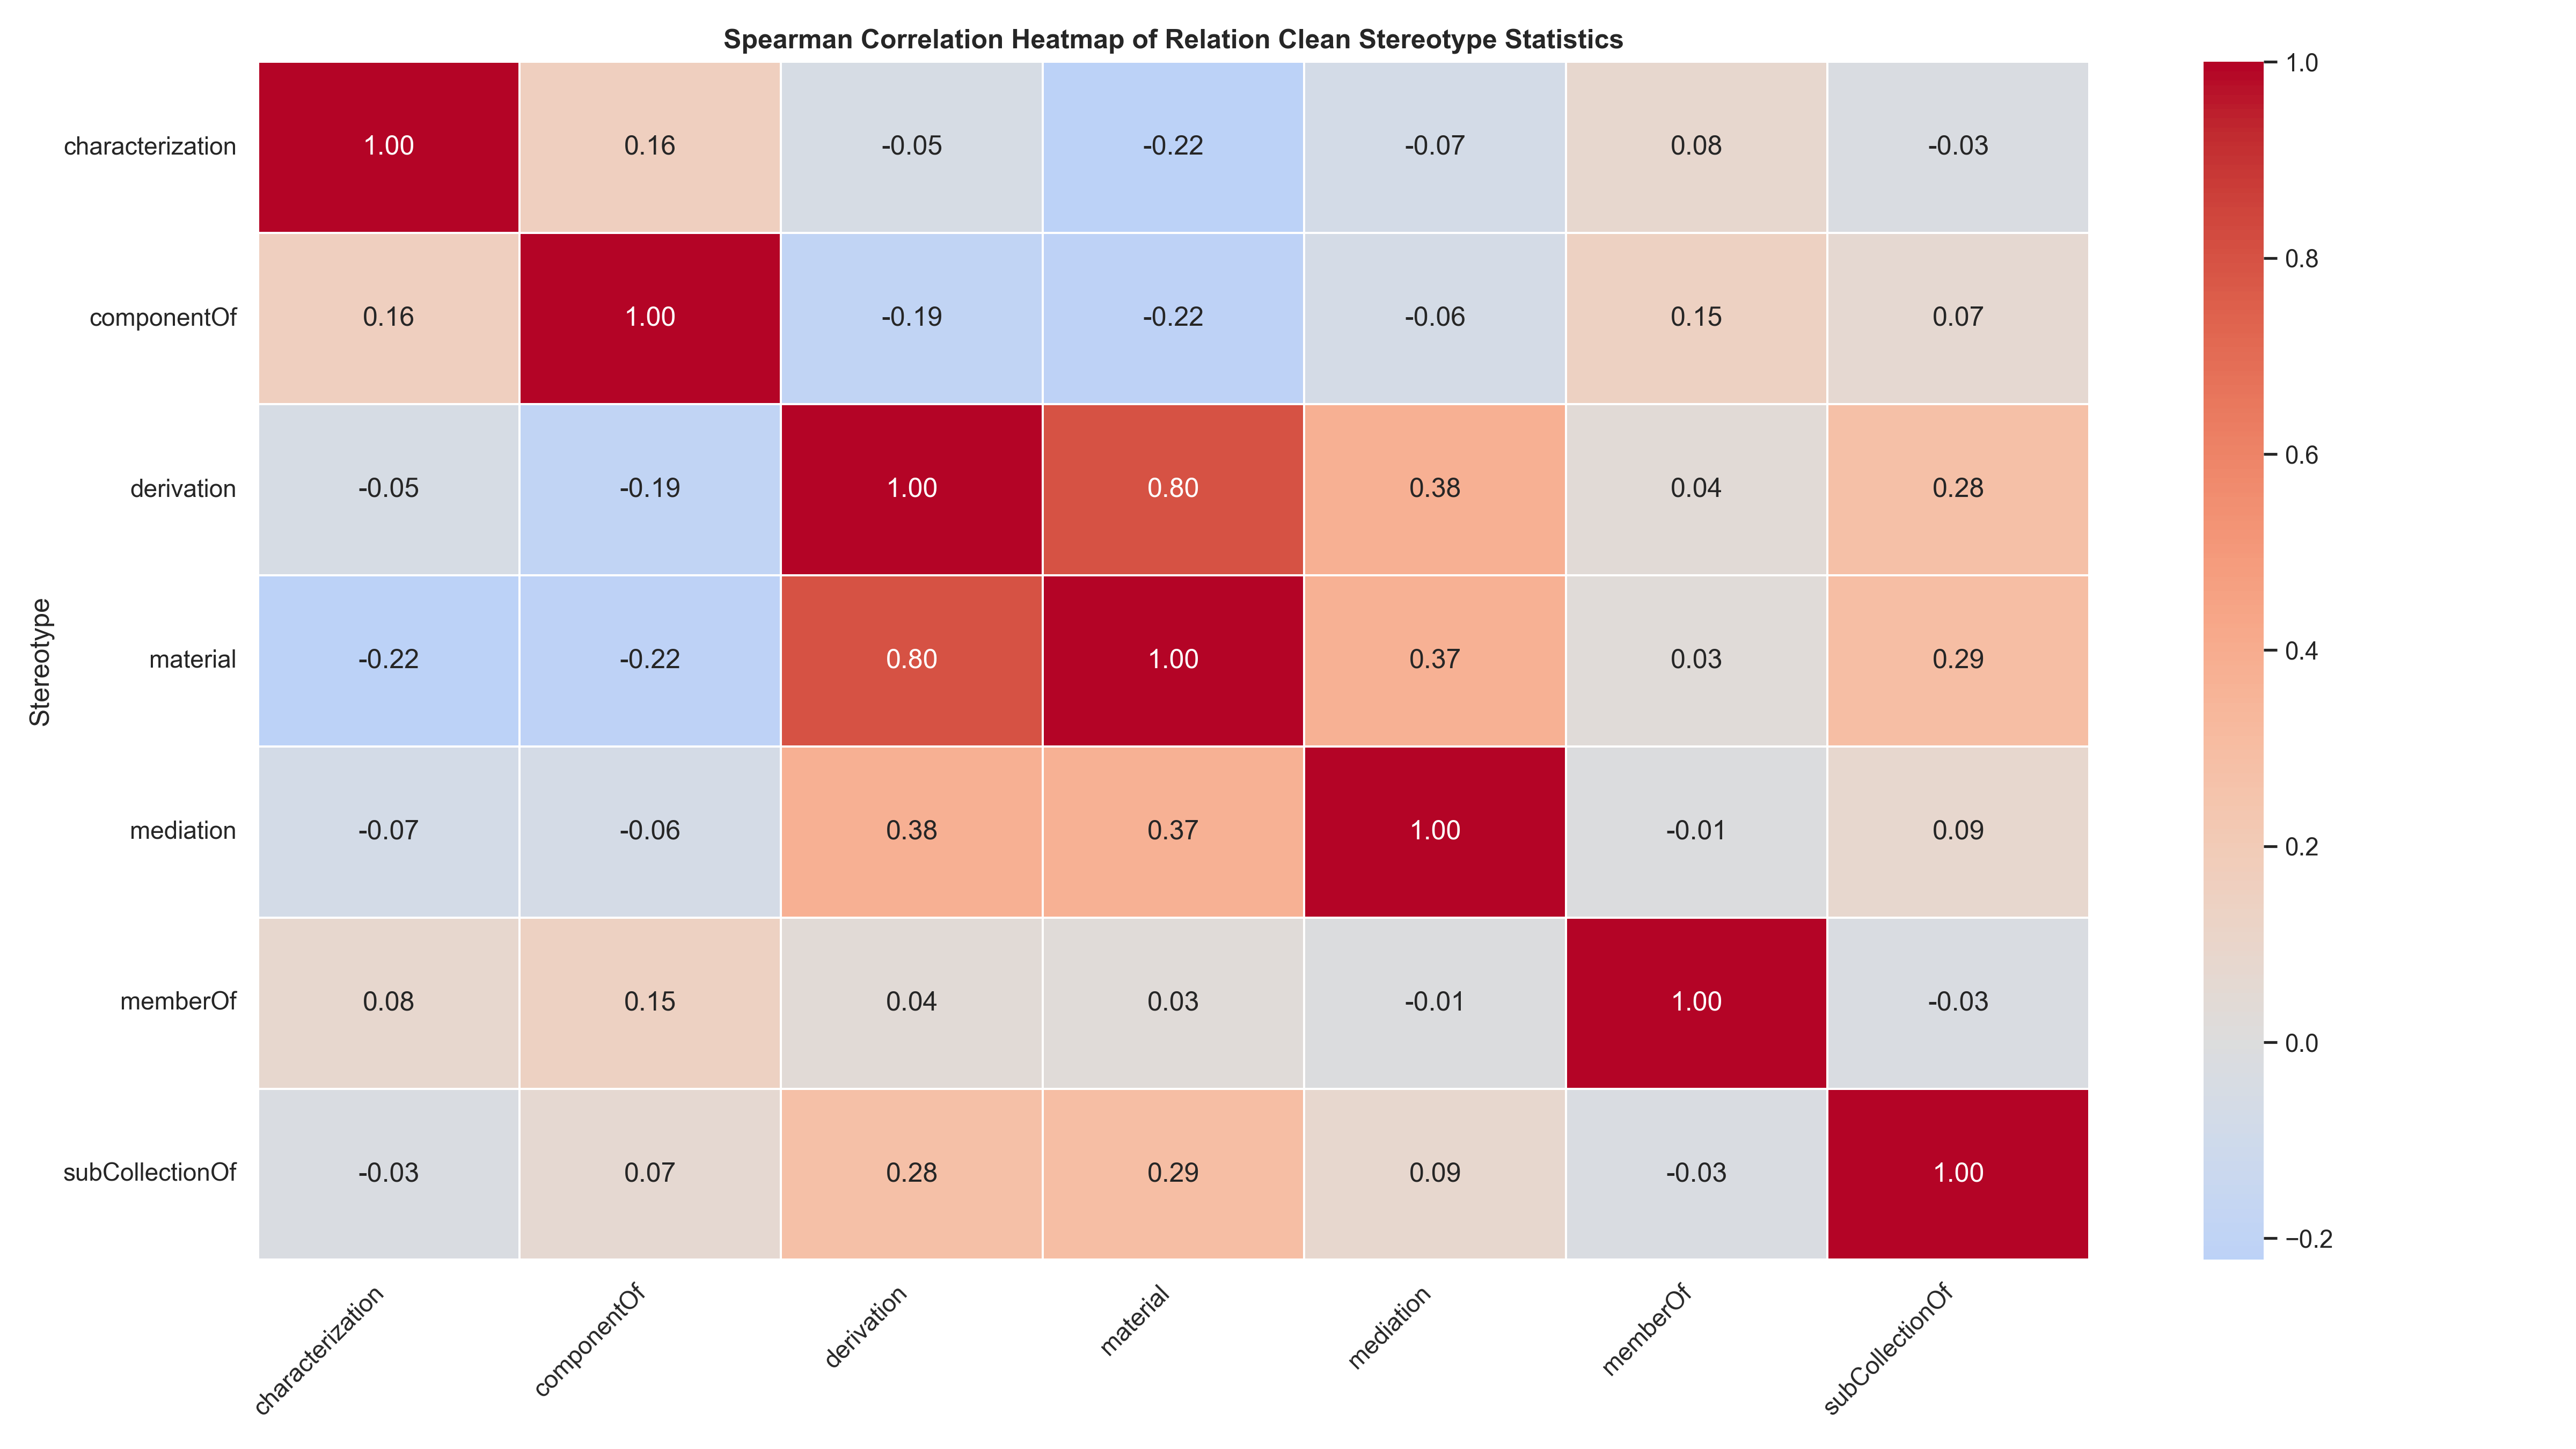 Spearman Correlation Heatmap of Relation Clean Stereotype Statistics
Stereotype
characterization 1.00 0.16 -0.05 -0.22 -0.07 0.08 -0.03
componentOf 0.16 1.00 -0.19 -0.22 -0.06 0.15 0.07
derivation -0.05 -0.19 1.00 0.80 0.38 0.04 0.28
material -0.22 -0.22 0.80 1.00 0.37 0.03 0.29
mediation -0.07 -0.06 0.38 0.37 1.00 -0.01 0.09
memberOf 0.08 0.15 0.04 0.03 -0.01 1.00 -0.03
subCollectionOf -0.03 0.07 0.28 0.29 0.09 -0.03 1.00
characterization componentOf derivation material mediation memberOf subCollectionOf
1.0
0.8
0.6
0.4
0.2
0.0
−0.2